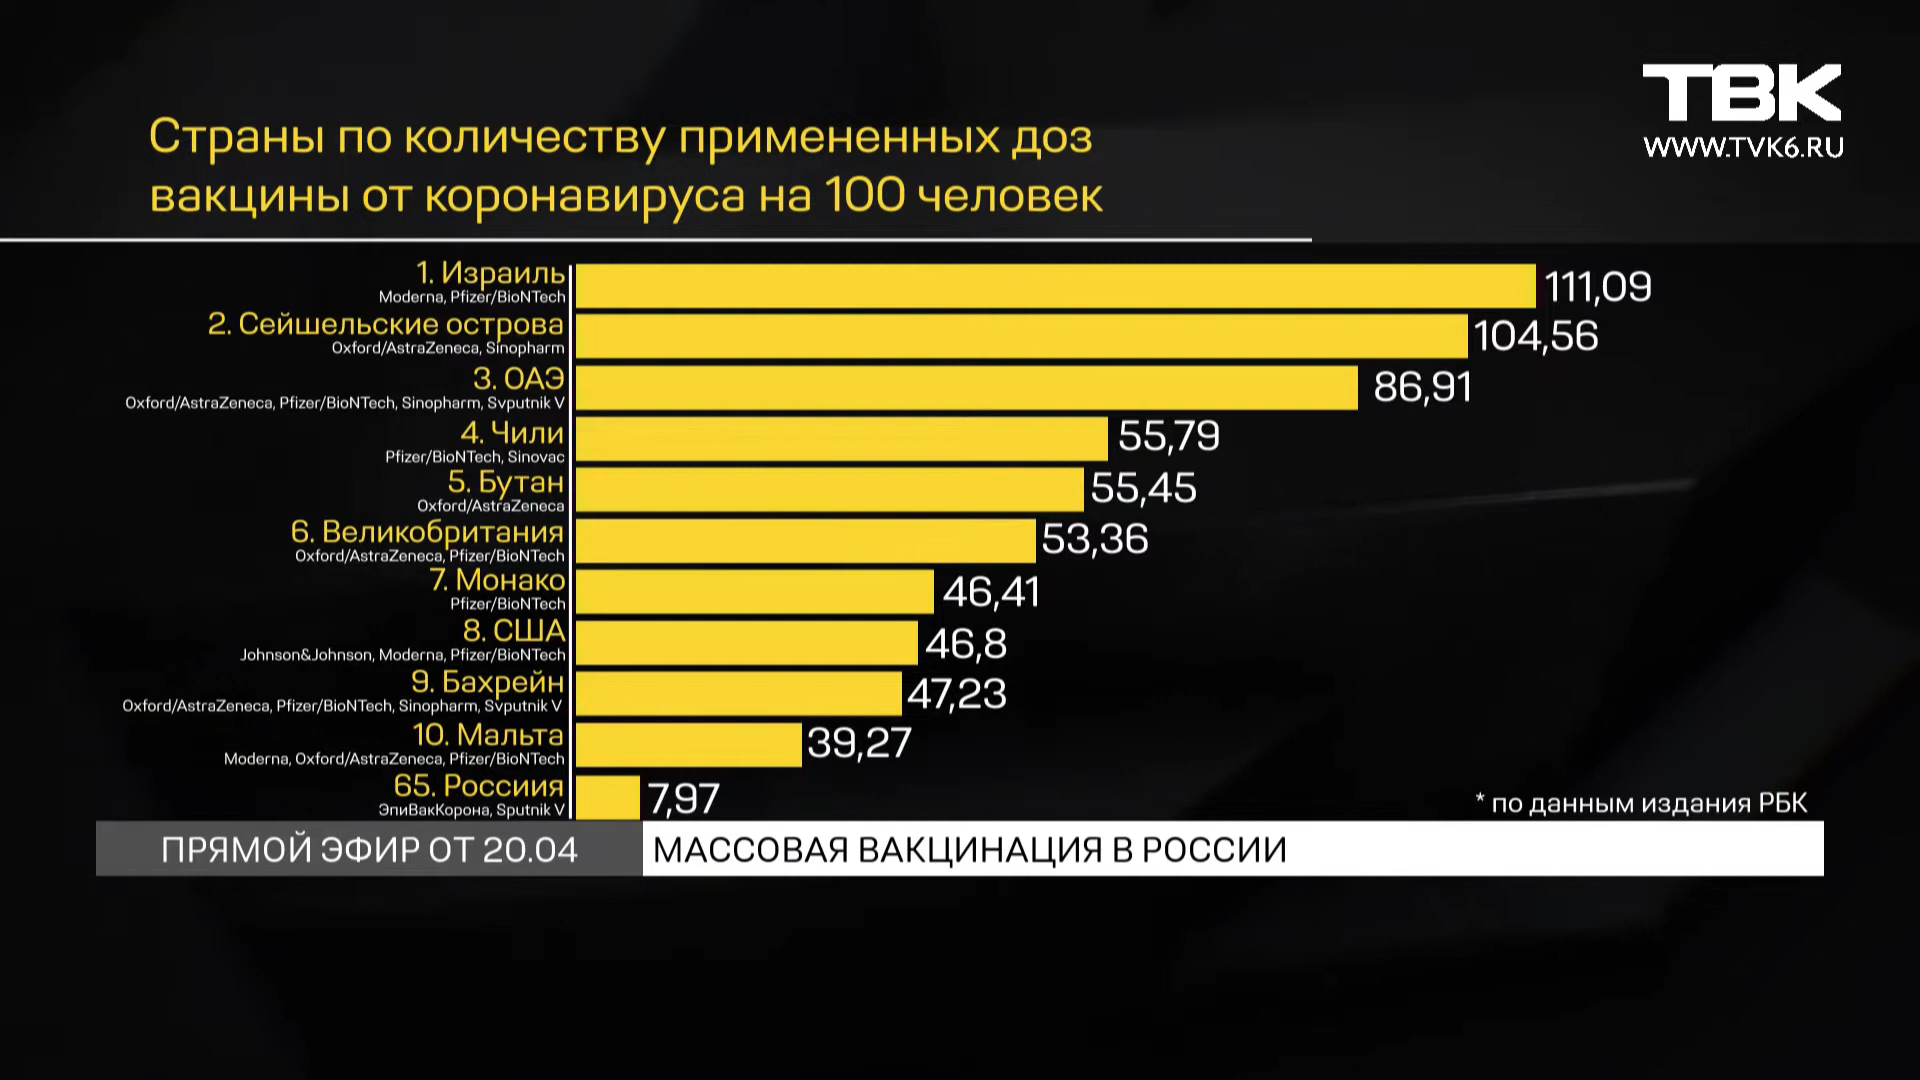 ТВК
WWW.TVK6.RU
Страны по количеству примененных доз
вакцины от коронавируса на 100 человек
1. Израиль
Moderna, Pfizer/BioNTech
111,09
2. Сейшельские острова
Oxford/AstraZeneca, Sinopharm
104,56
3. ОАЭ
Oxford/AstraZeneca, Pfizer/BioNTech, Sinopharm, Svputnik V
86,91
4. Чили
Pfizer/BioNTech, Sinovac
55,79
5. Бутан
Oxford/AstraZeneca
55,45
6. Великобритания
Oxford/AstraZeneca, Pfizer/BioNTech
53,36
7. Монако
Pfizer/BioNTech
46,41
8. США
Johnson&Johnson, Moderna, Pfizer/BioNTech
46,8
9. Бахрейн
Oxford/AstraZeneca, Pfizer/BioNTech, Sinopharm, Svputnik V
47,23
10. Мальта
Moderna, Oxford/AstraZeneca, Pfizer/BioNTech
39,27
65. Россиия
ЭпиВакКорона, Sputnik V
7,97
* по данным издания РБК
ПРЯМОЙ ЭФИР ОТ 20.04
МАССОВАЯ ВАКЦИНАЦИЯ В РОССИИ